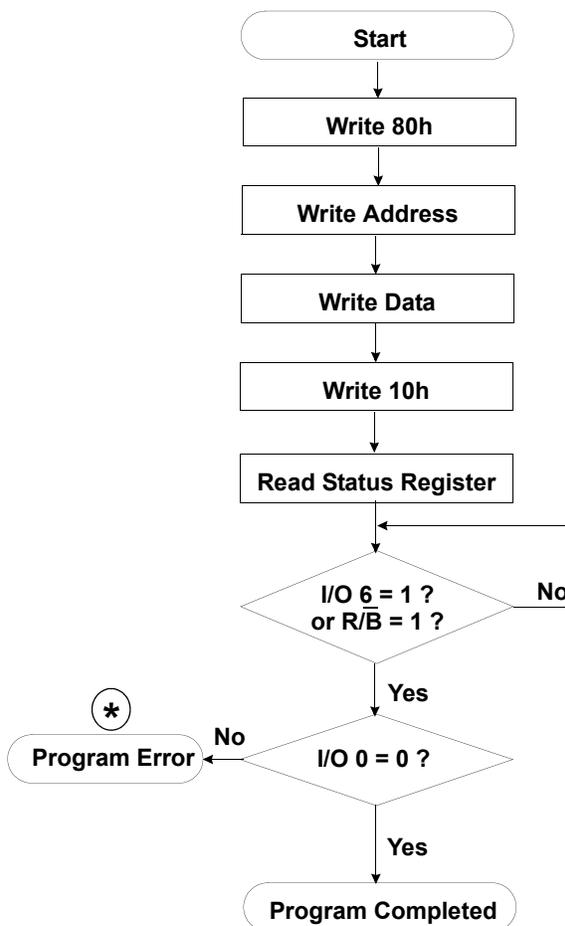 Start
Write 80h
Write Address
Write Data
Write 10h
Read Status Register
I/O 6 = 1 ?
or R/B̅ = 1 ?
No
Yes
*
Program Error
No
I/O 0 = 0 ?
Yes
Program Completed